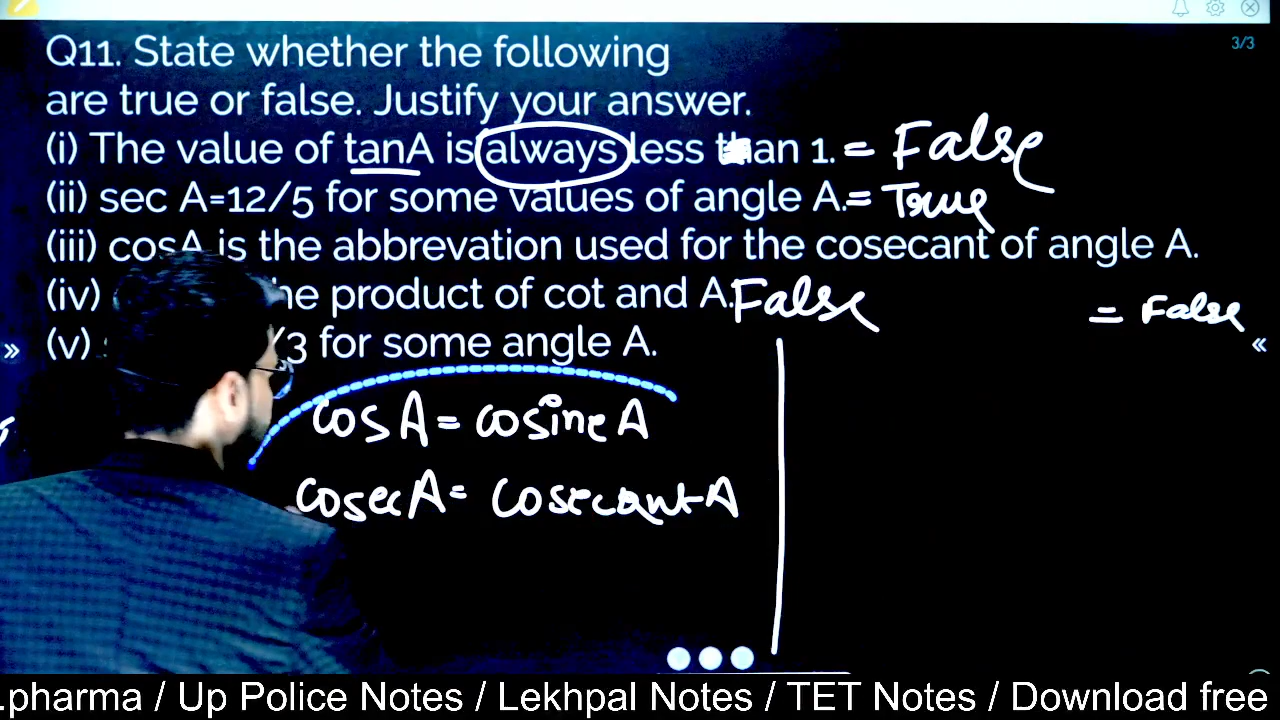 3/3
Q11. State whether the following
are true or false. Justify your answer.
(i) The value of tanA is always less than 1. = False
(ii) sec A=12/5 for some values of angle A. = True
(iii) cosA is the abbrevation used for the cosecant of angle A.
= False
(iv) he product of cot and A. False
(v) /3 for some angle A.
cos A = cosine A
cosec A = cosecant A
.pharma / Up Police Notes / Lekhpal Notes / TET Notes / Download free